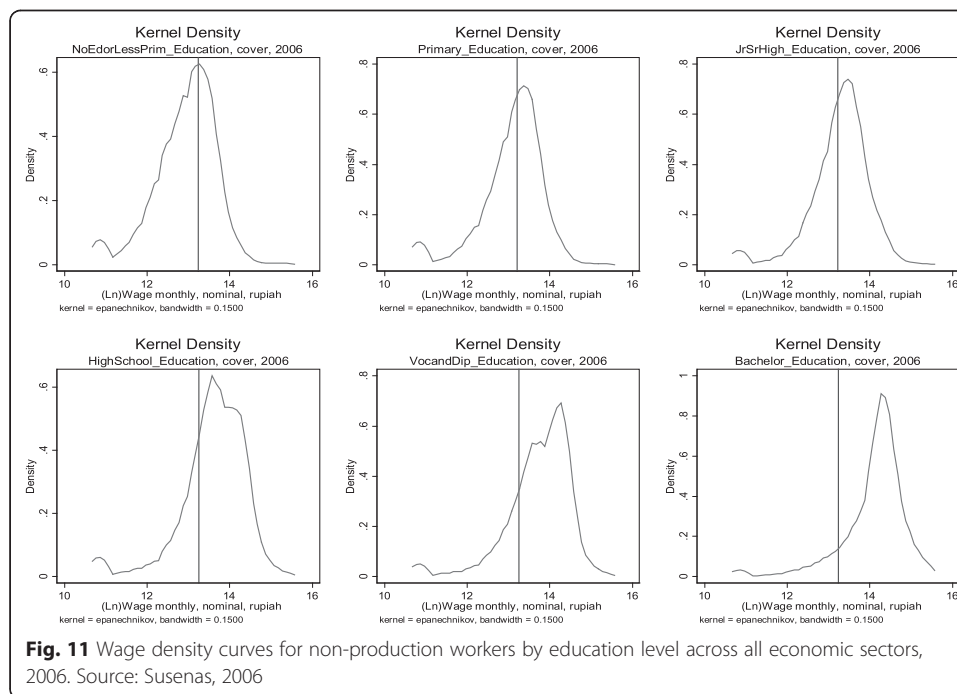 Kernel Density
NoEdorLessPrim_Education, cover, 2006
Density
0 .2 .4 .6
10 12 14 16
(Ln)Wage monthly, nominal, rupiah
kernel = epanechnikov, bandwidth = 0.1500
Kernel Density
Primary_Education, cover, 2006
Density
0 .2 .4 .6 .8
10 12 14 16
(Ln)Wage monthly, nominal, rupiah
kernel = epanechnikov, bandwidth = 0.1500
Kernel Density
JrSrHigh_Education, cover, 2006
Density
0 .2 .4 .6 .8
10 12 14 16
(Ln)Wage monthly, nominal, rupiah
kernel = epanechnikov, bandwidth = 0.1500
Kernel Density
HighSchool_Education, cover, 2006
Density
0 .2 .4 .6
10 12 14 16
(Ln)Wage monthly, nominal, rupiah
kernel = epanechnikov, bandwidth = 0.1500
Kernel Density
VocandDip_Education, cover, 2006
Density
0 .2 .4 .6 .8
10 12 14 16
(Ln)Wage monthly, nominal, rupiah
kernel = epanechnikov, bandwidth = 0.1500
Kernel Density
Bachelor_Education, cover, 2006
Density
0 .2 .4 .6 .8 1
10 12 14 16
(Ln)Wage monthly, nominal, rupiah
kernel = epanechnikov, bandwidth = 0.1500
Fig. 11 Wage density curves for non-production workers by education level across all economic sectors,
2006. Source: Susenas, 2006